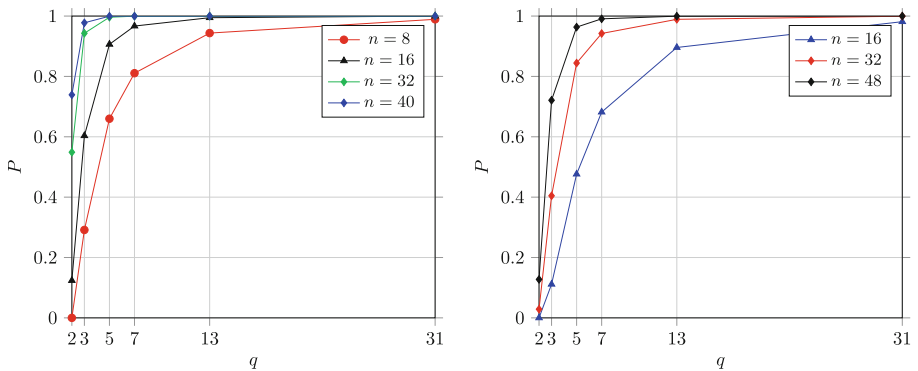 1
0.8
0.6
0.4
0.2
0
P
2 3 5 7 13 31
q
n = 8
n = 16
n = 32
n = 40
1
0.8
0.6
0.4
0.2
0
P
2 3 5 7 13 31
q
n = 16
n = 32
n = 48